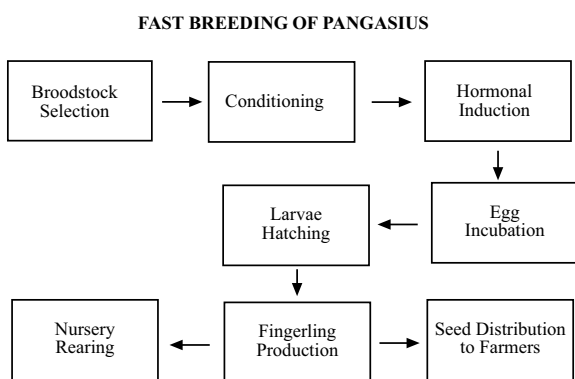 FAST BREEDING OF PANGASIUS
Broodstock
Selection
Conditioning
Hormonal
Induction
Egg
Incubation
Larvae
Hatching
Fingerling
Production
Nursery
Rearing
Seed Distribution
to Farmers